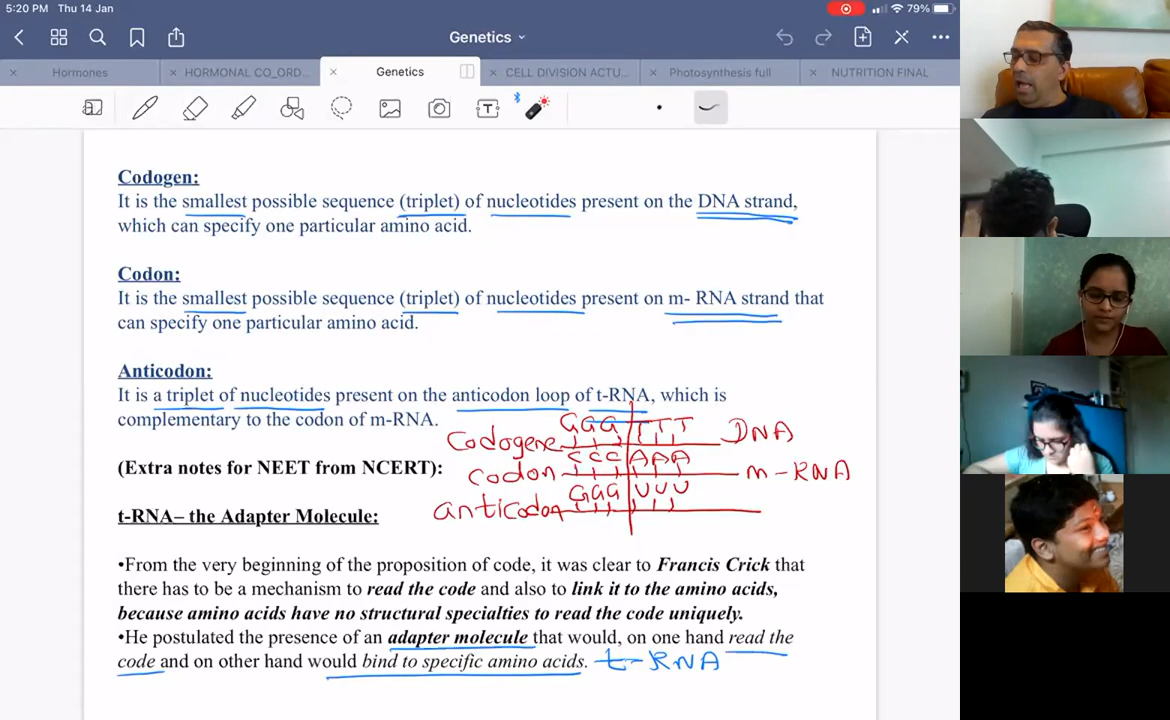 5:20 PM Thu 14 Jan
79%
Genetics
Hormones
HORMONAL CO_ORD...
Genetics
CELL DIVISION ACTU...
Photosynthesis full
NUTRITION FINAL
Codogen:
It is the smallest possible sequence (triplet) of nucleotides present on the DNA strand,
which can specify one particular amino acid.
Codon:
It is the smallest possible sequence (triplet) of nucleotides present on m- RNA strand that
can specify one particular amino acid.
Anticodon:
It is a triplet of nucleotides present on the anticodon loop of t-RNA, which is
complementary to the codon of m-RNA.
Codogene GGG TTT DNA
(Extra notes for NEET from NCERT):
codon CCC AAA m-RNA
anticodon GGG UUU
t-RNA– the Adapter Molecule:
•From the very beginning of the proposition of code, it was clear to Francis Crick that
there has to be a mechanism to read the code and also to link it to the amino acids,
because amino acids have no structural specialties to read the code uniquely.
•He postulated the presence of an adapter molecule that would, on one hand read the
code and on other hand would bind to specific amino acids. t-RNA